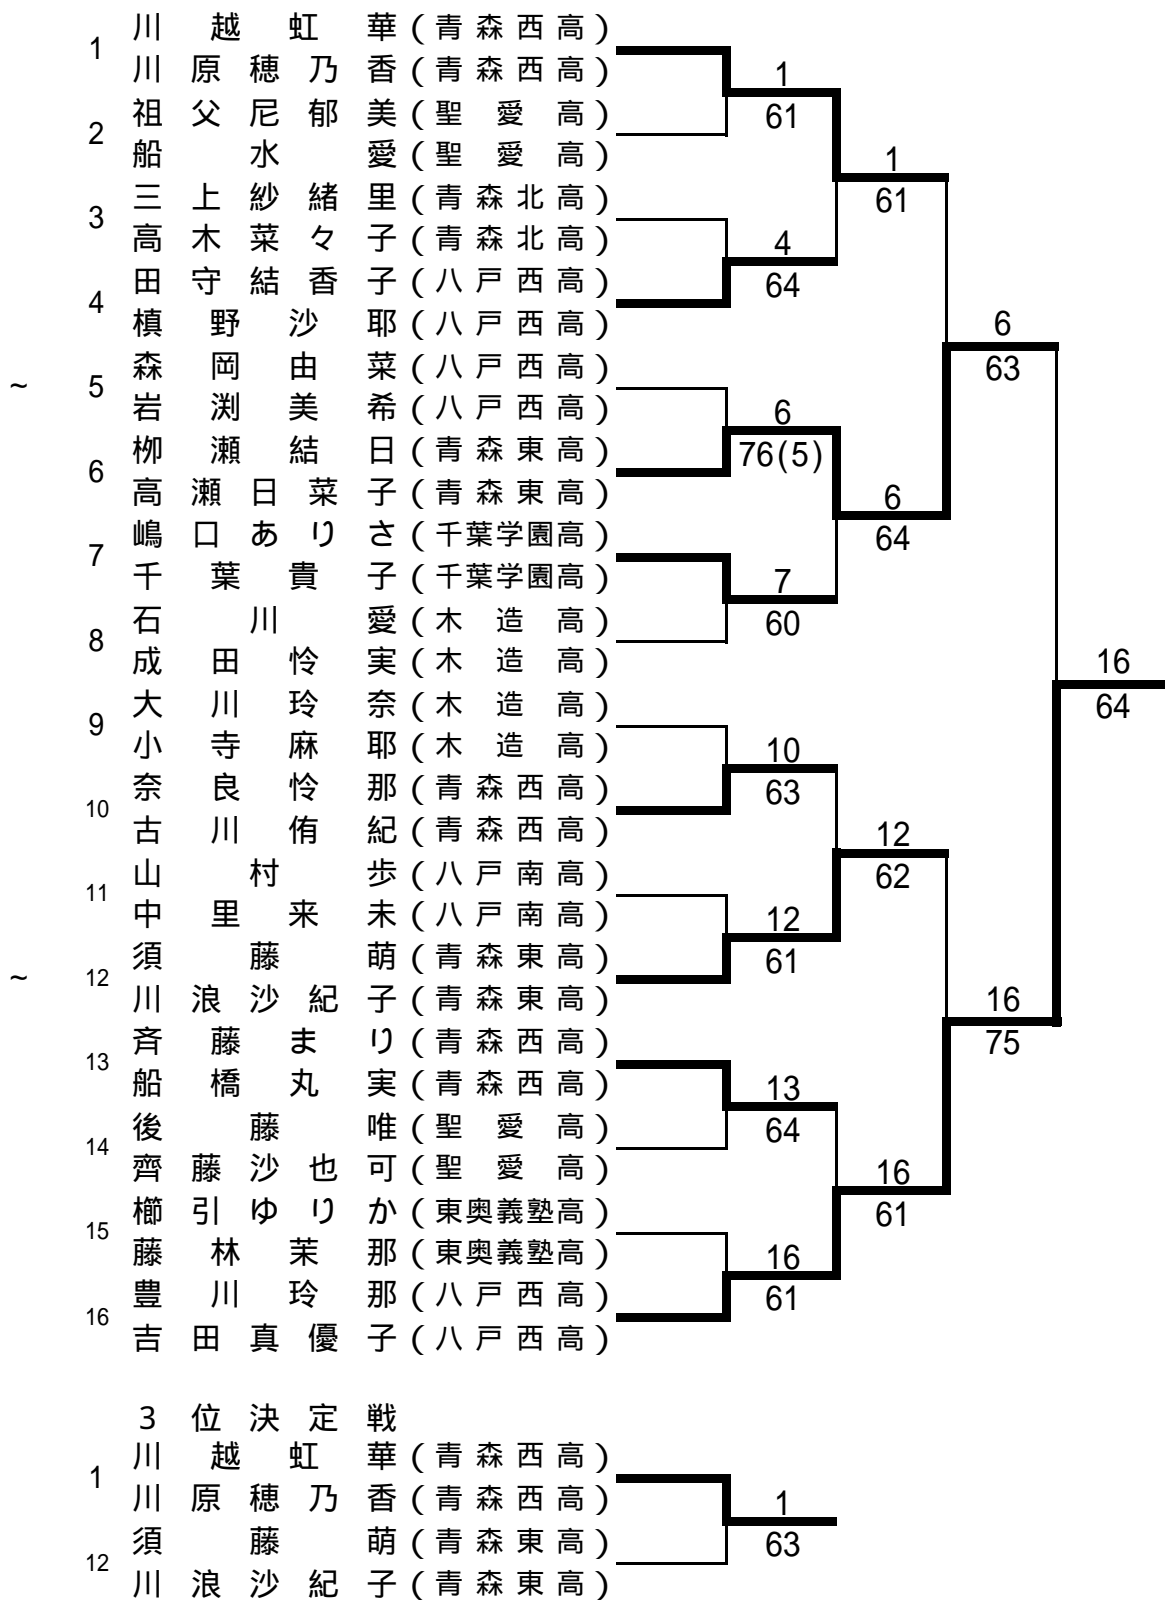 1 川越虹華(青森西高)
川原穂乃香(青森西高)
2 祖父尼郁美(聖愛高)
船水愛(聖愛高)
3 三上紗緒里(青森北高)
高木菜々子(青森北高)
4 田守結香子(八戸西高)
槙野沙耶(八戸西高)
~ 5 森岡由菜(八戸西高)
岩渕美希(八戸西高)
6 柳瀬結日(青森東高)
高瀬日菜子(青森東高)
7 嶋口ありさ(千葉学園高)
千葉貴子(千葉学園高)
8 石川愛(木造高)
成田怜実(木造高)
9 大川玲奈(木造高)
小寺麻耶(木造高)
10 奈良怜那(青森西高)
古川侑紀(青森西高)
11 山村歩(八戸南高)
中里来未(八戸南高)
~ 12 須藤萌(青森東高)
川浪沙紀子(青森東高)
13 斉藤まり(青森西高)
船橋丸実(青森西高)
14 後藤唯(聖愛高)
齊藤沙也可(聖愛高)
15 櫛引ゆりか(東奥義塾高)
藤林茉那(東奥義塾高)
16 豊川玲那(八戸西高)
吉田真優子(八戸西高)
1
61
4
64
6
76(5)
7
60
10
63
12
61
13
64
16
61
1
61
6
64
12
62
16
61
6
63
16
75
16
64
3位決定戦
1 川越虹華(青森西高)
川原穂乃香(青森西高)
12 須藤萌(青森東高)
川浪沙紀子(青森東高)
1
63